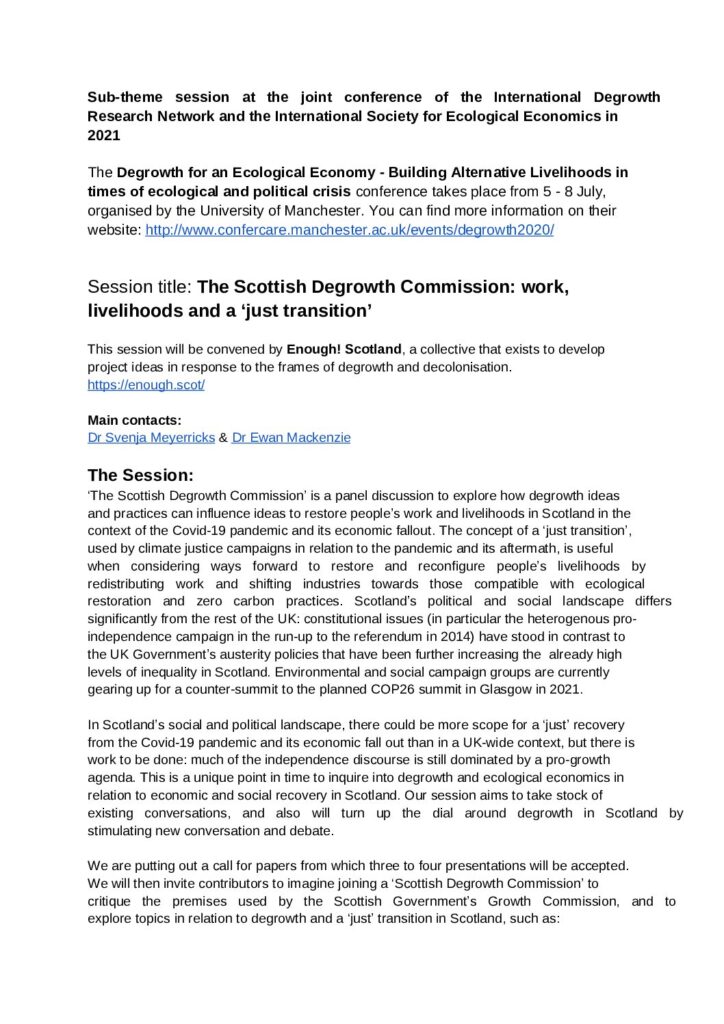 Sub-theme session at the joint conference of the International Degrowth
Research Network and the International Society for Ecological Economics in
2021
The Degrowth for an Ecological Economy - Building Alternative Livelihoods in
times of ecological and political crisis conference takes place from 5 - 8 July,
organised by the University of Manchester. You can find more information on their
website: http://www.confercare.manchester.ac.uk/events/degrowth2020/
Session title: The Scottish Degrowth Commission: work,
livelihoods and a ‘just transition’
This session will be convened by Enough! Scotland, a collective that exists to develop
project ideas in response to the frames of degrowth and decolonisation.
https://enough.scot/
Main contacts:
Dr Svenja Meyerricks & Dr Ewan Mackenzie
The Session:
‘The Scottish Degrowth Commission’ is a panel discussion to explore how degrowth ideas
and practices can influence ideas to restore people’s work and livelihoods in Scotland in the
context of the Covid-19 pandemic and its economic fallout. The concept of a ‘just transition’,
used by climate justice campaigns in relation to the pandemic and its aftermath, is useful
when considering ways forward to restore and reconfigure people’s livelihoods by
redistributing work and shifting industries towards those compatible with ecological
restoration and zero carbon practices. Scotland’s political and social landscape differs
significantly from the rest of the UK: constitutional issues (in particular the heterogenous pro-
independence campaign in the run-up to the referendum in 2014) have stood in contrast to
the UK Government’s austerity policies that have been further increasing the already high
levels of inequality in Scotland. Environmental and social campaign groups are currently
gearing up for a counter-summit to the planned COP26 summit in Glasgow in 2021.
In Scotland’s social and political landscape, there could be more scope for a ‘just’ recovery
from the Covid-19 pandemic and its economic fall out than in a UK-wide context, but there is
work to be done: much of the independence discourse is still dominated by a pro-growth
agenda. This is a unique point in time to inquire into degrowth and ecological economics in
relation to economic and social recovery in Scotland. Our session aims to take stock of
existing conversations, and also will turn up the dial around degrowth in Scotland by
stimulating new conversation and debate.
We are putting out a call for papers from which three to four presentations will be accepted.
We will then invite contributors to imagine joining a ‘Scottish Degrowth Commission’ to
critique the premises used by the Scottish Government’s Growth Commission, and to
explore topics in relation to degrowth and a ‘just’ transition in Scotland, such as: